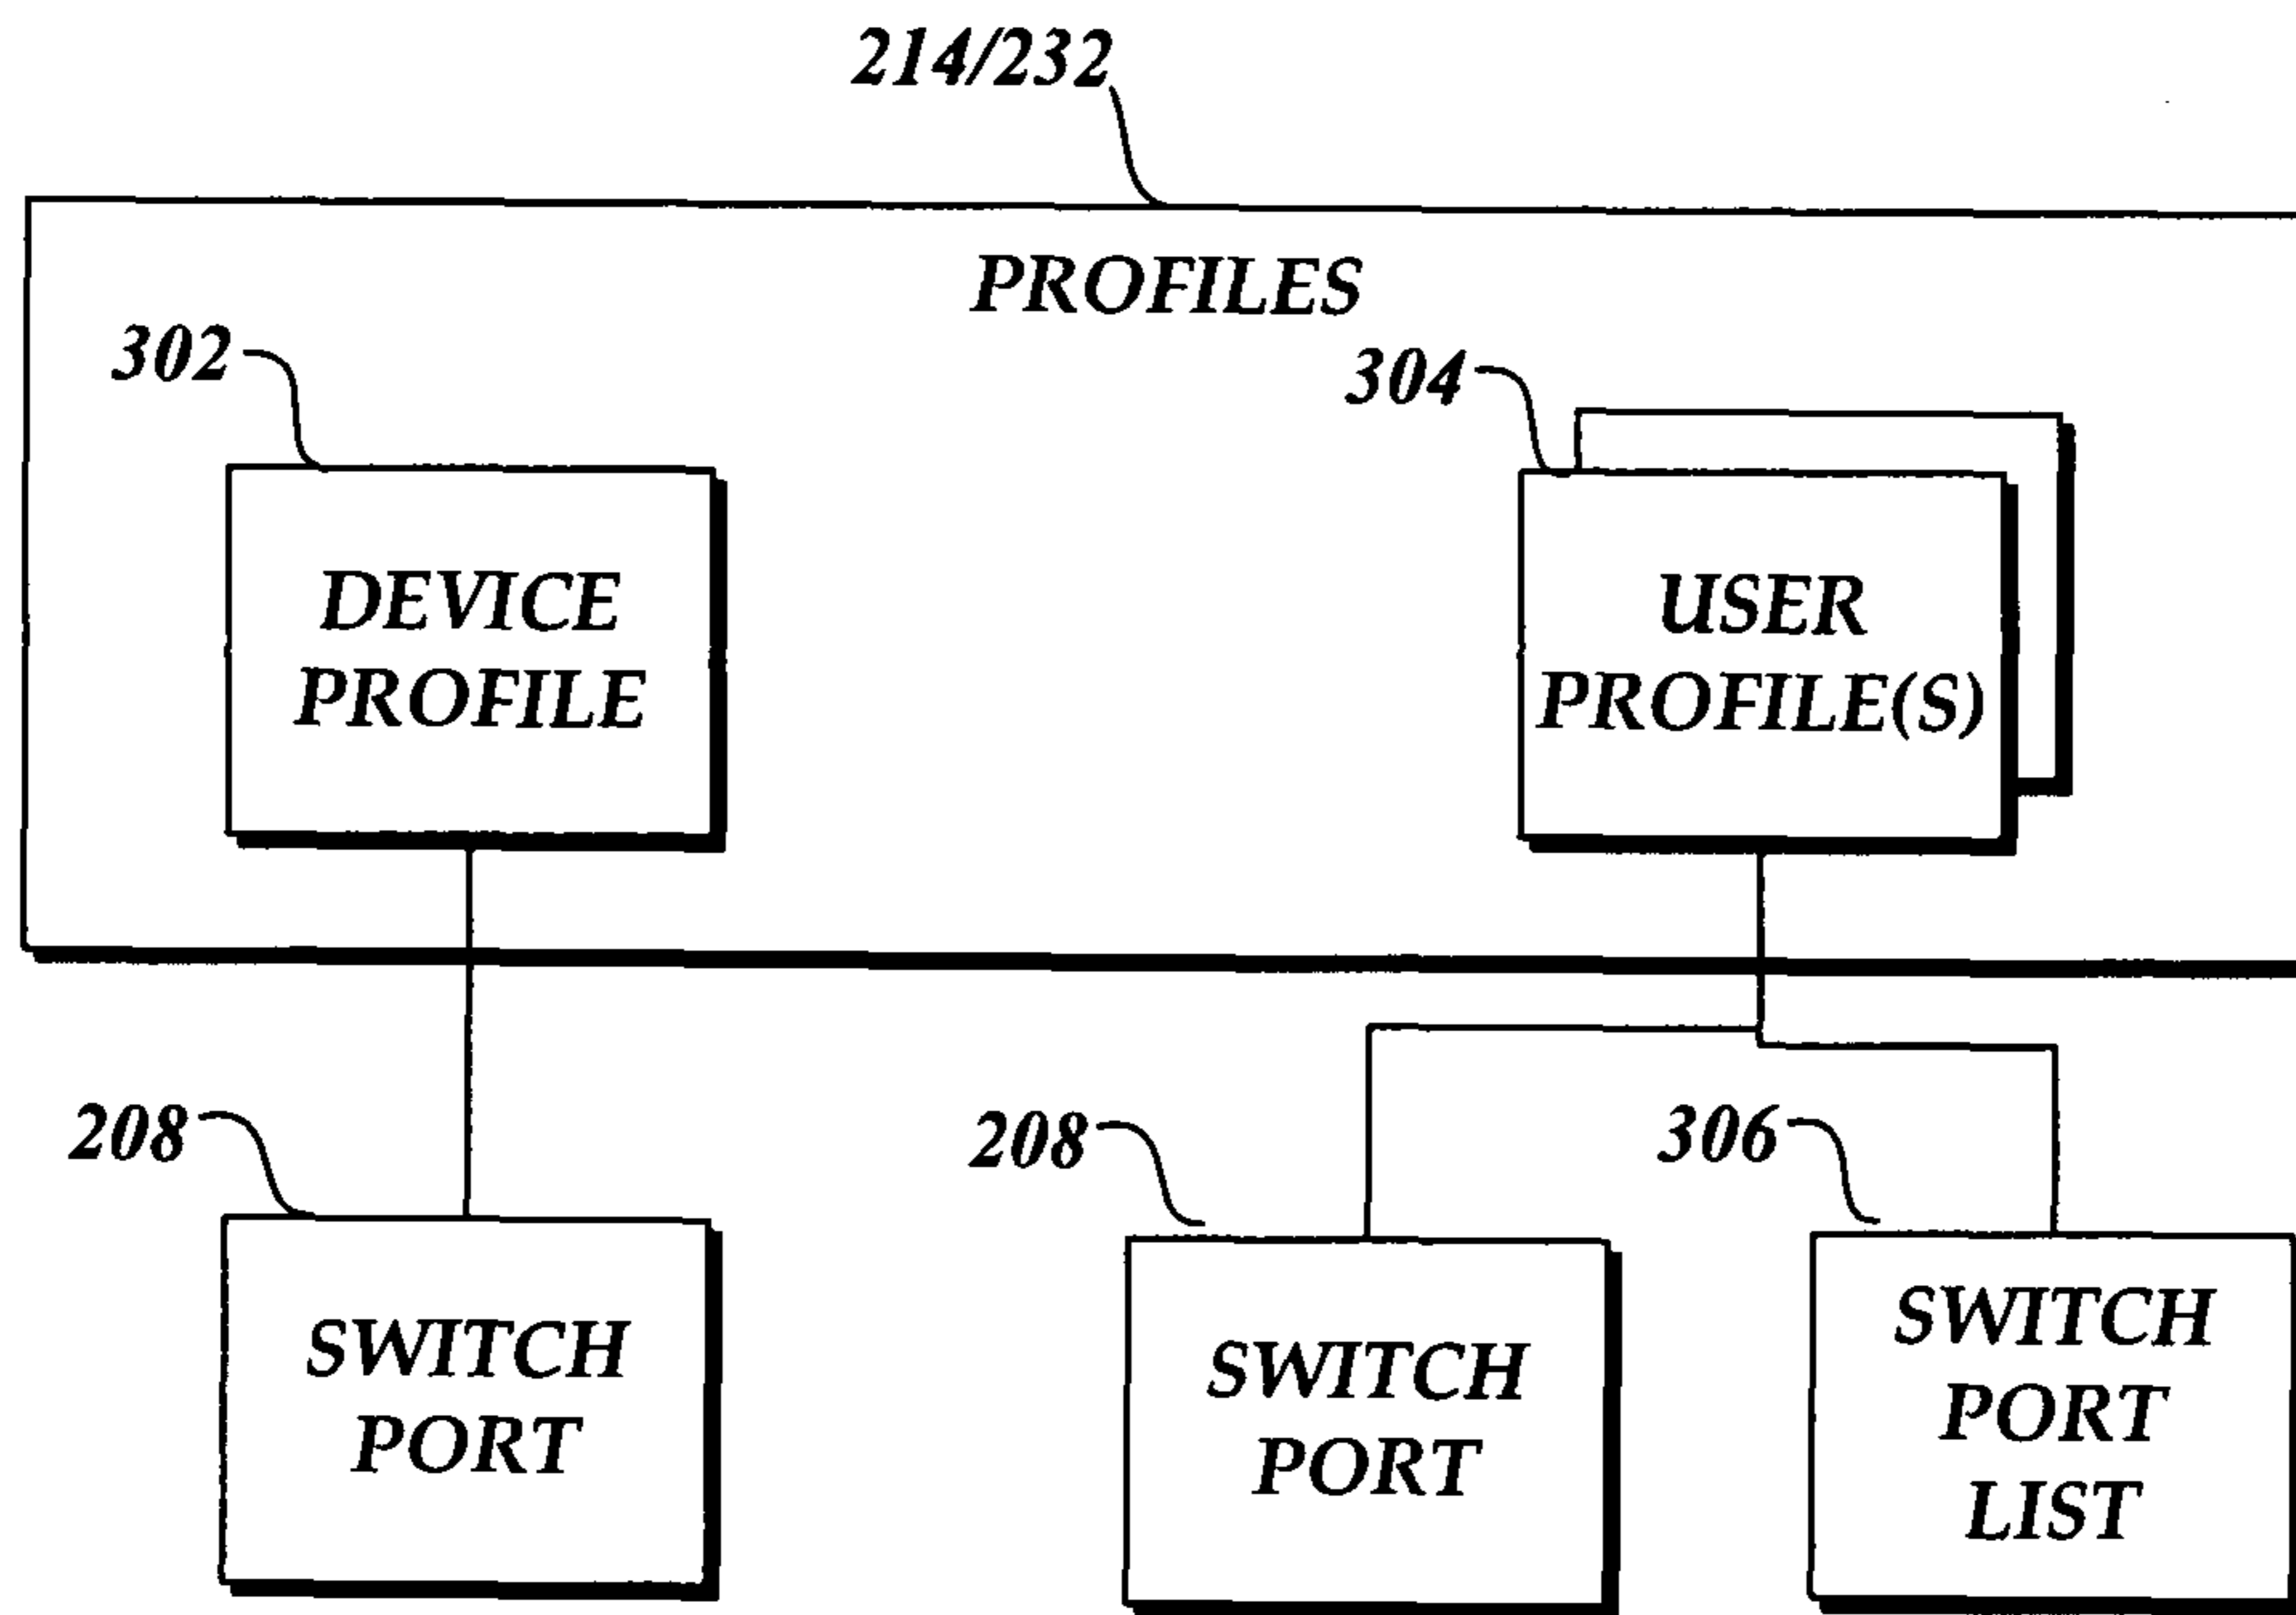 214/232
PROFILES
302
304
DEVICE
PROFILE
USER
PROFILE(S)
208
208
306
SWITCH
PORT
SWITCH
PORT
SWITCH
PORT
LIST